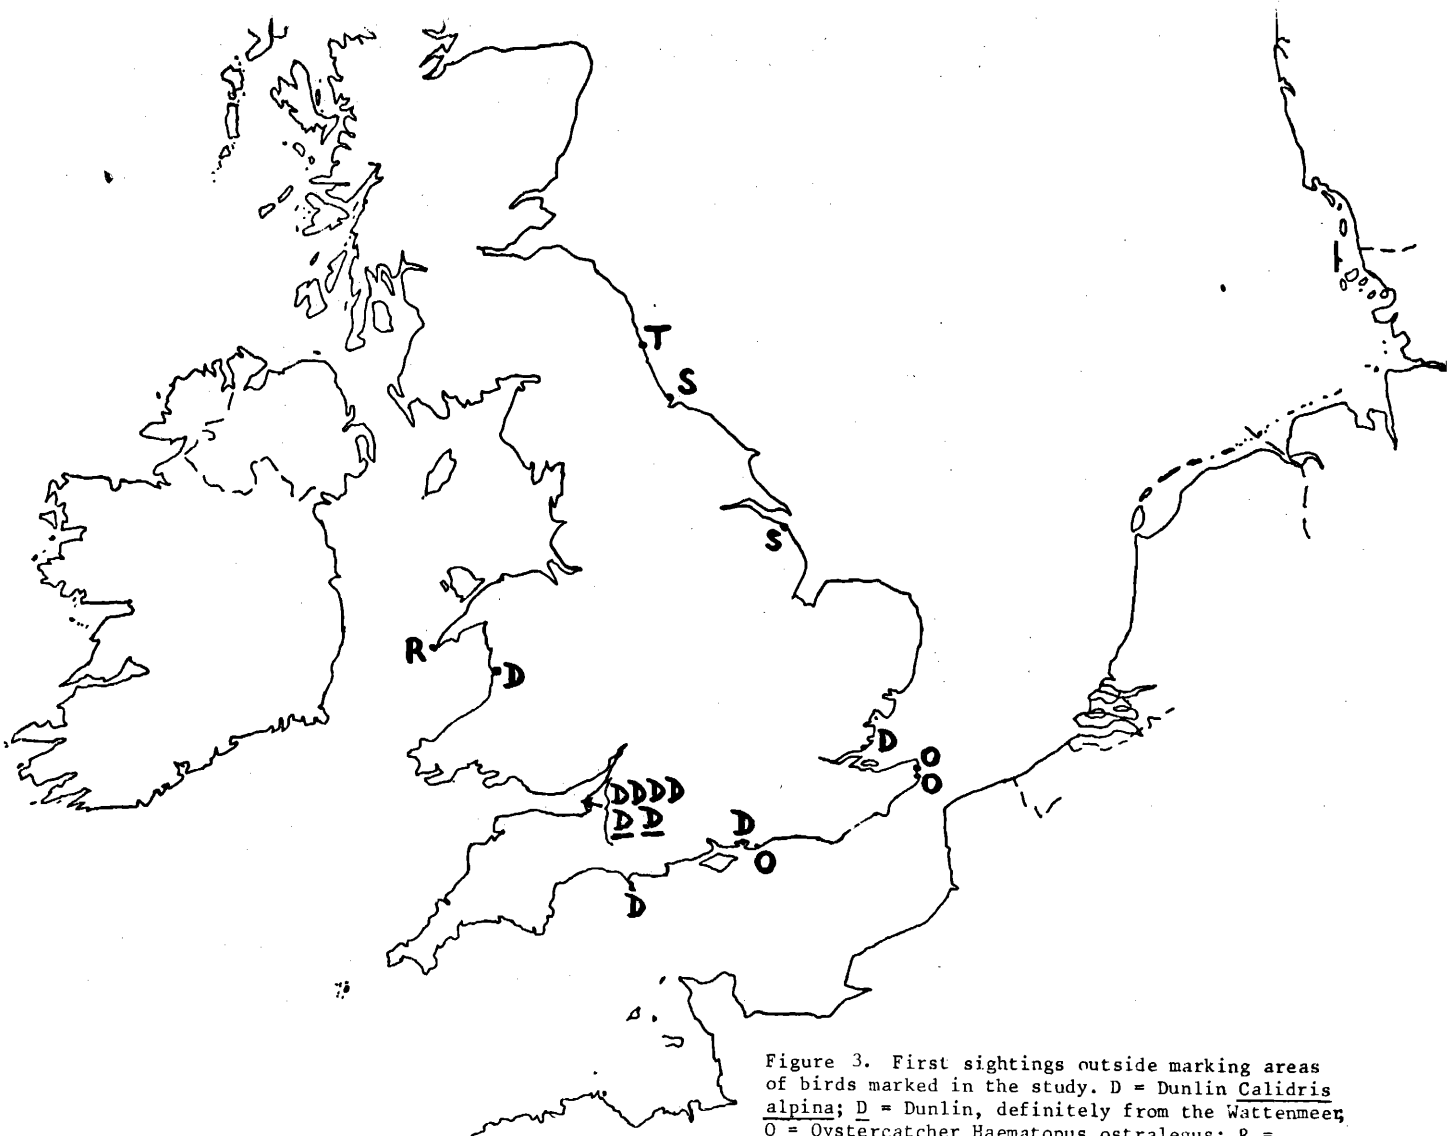 T
S
S
R
D
D
O
O
DDDD
D D
D
O
D
Figure 3. First sightings outside marking areas
of birds marked in the study. D = Dunlin Calidris
alpina; D = Dunlin, definitely from the Wattenmeer,
O = Oystercatcher Haematopus ostralegus; R =